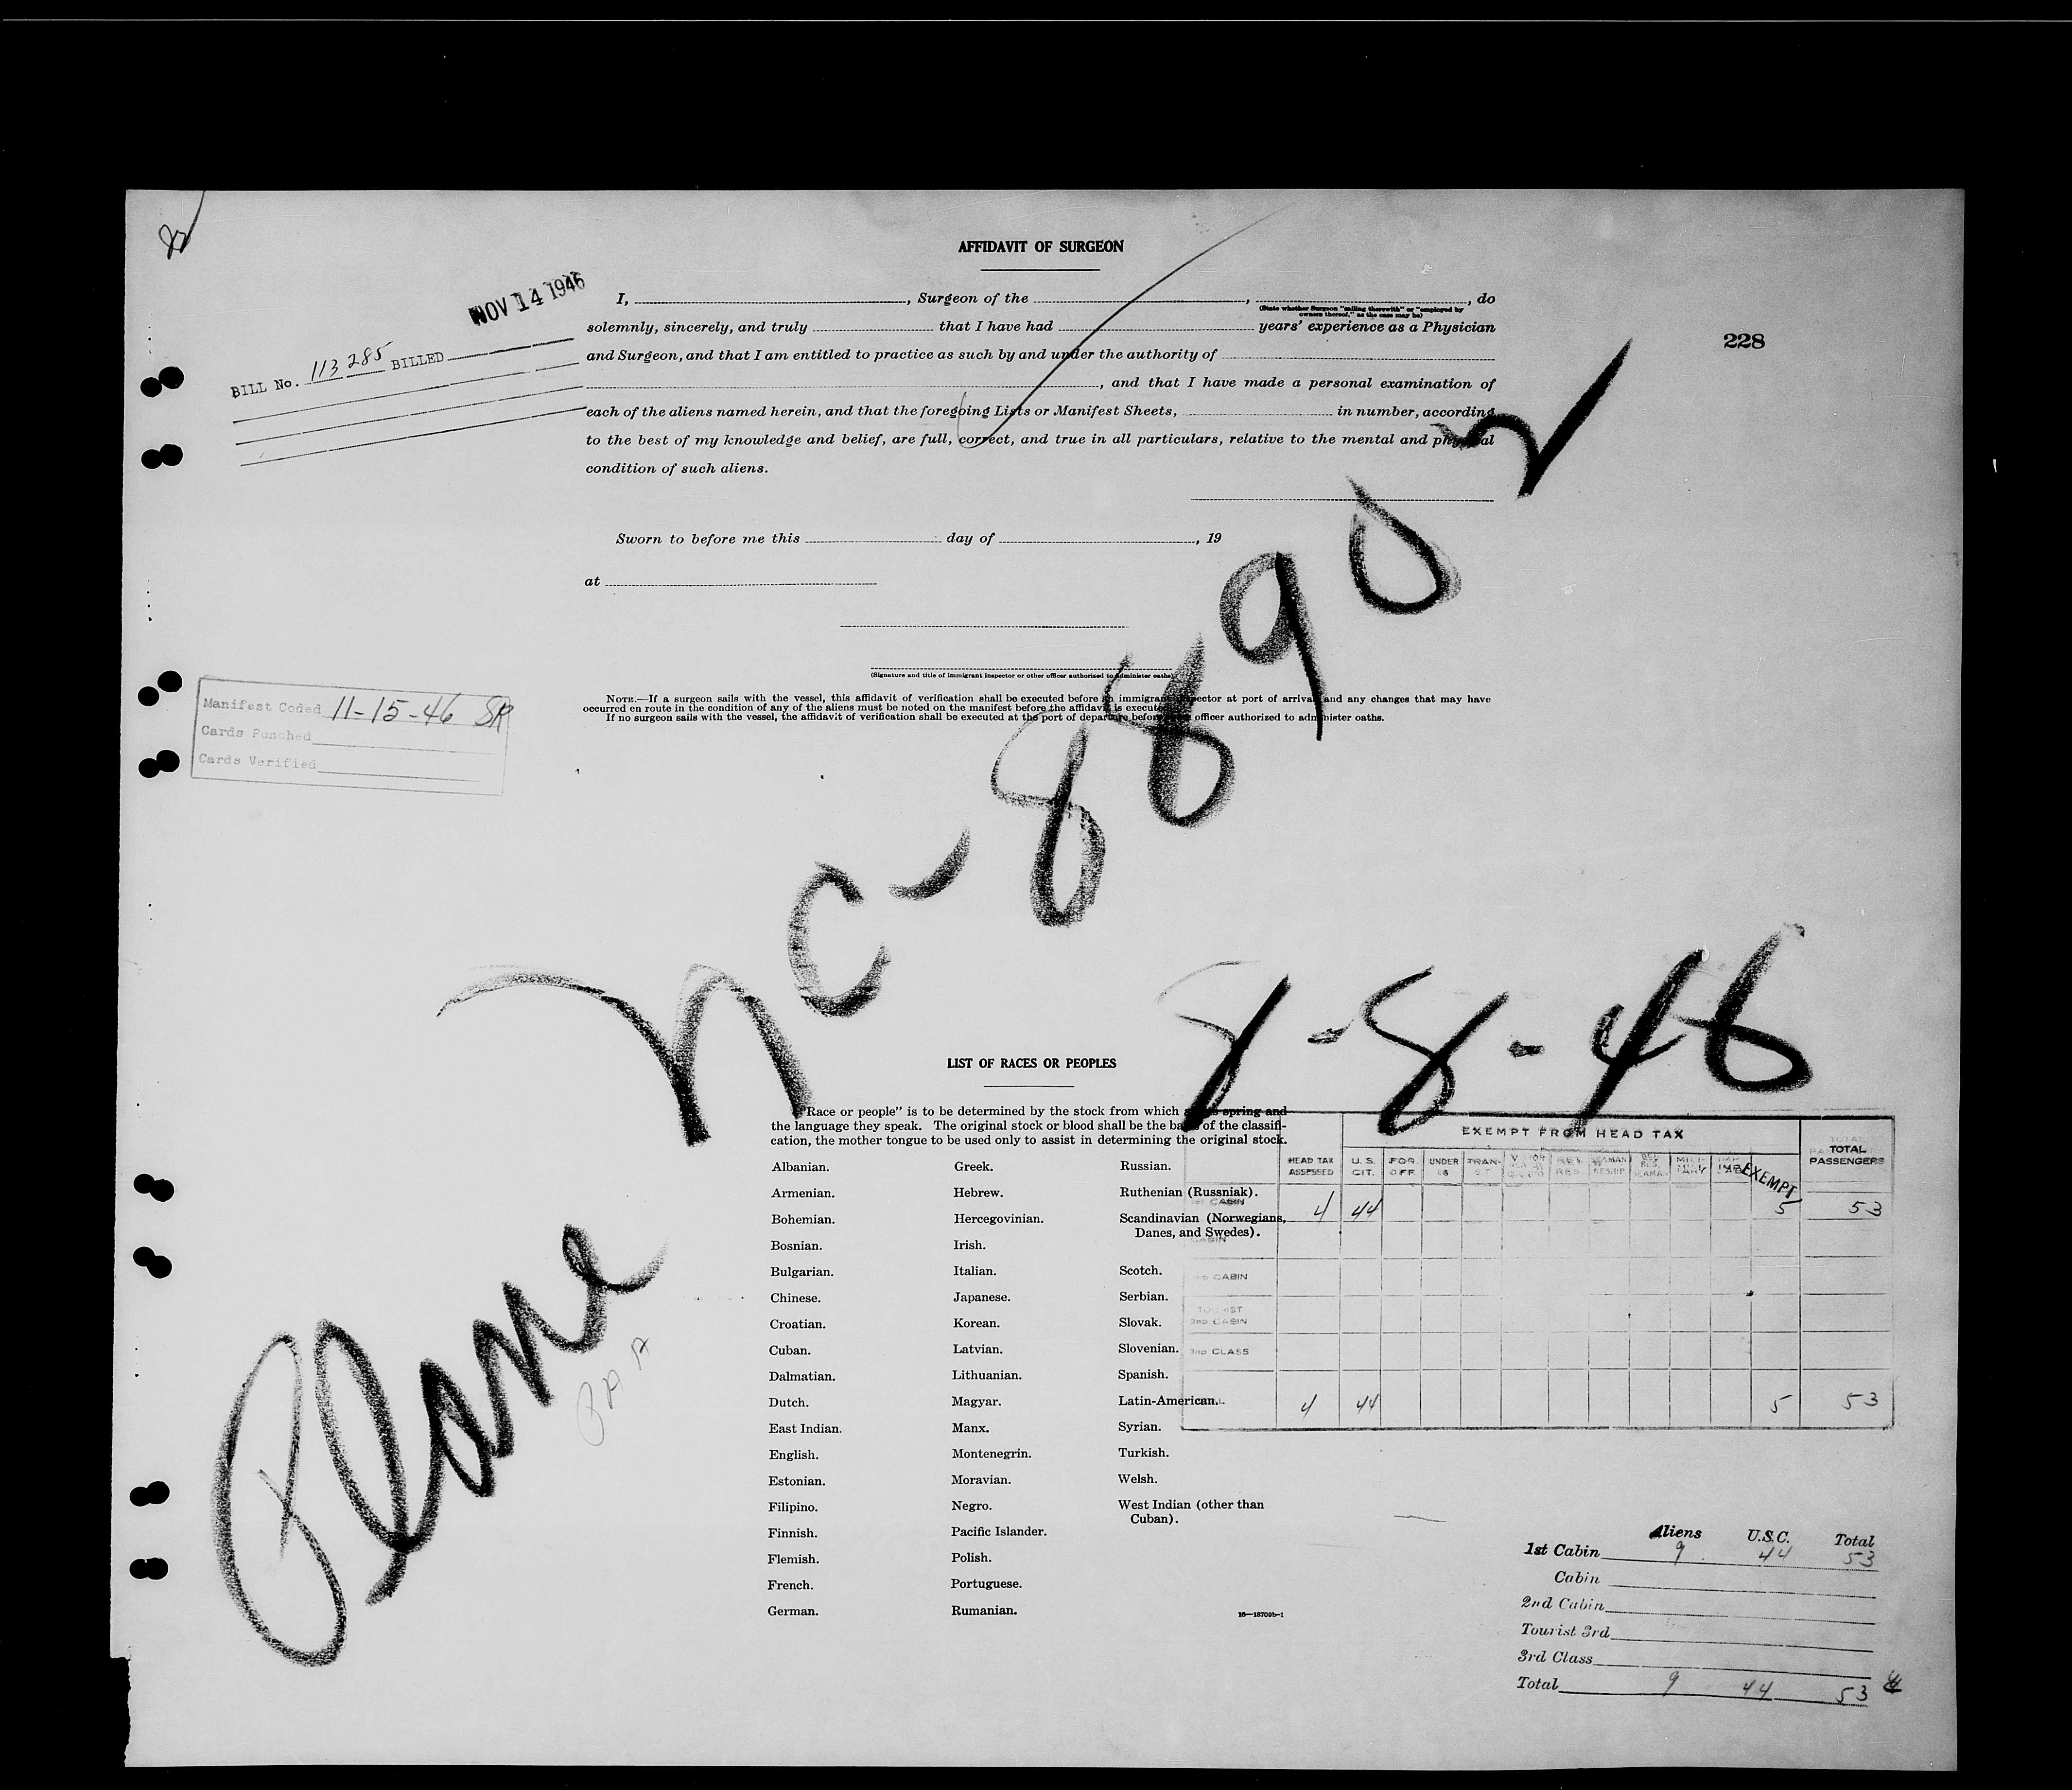 AFFIDAVIT OF SURGEON
NOV 14 1946
BILL No. 113285 BILLED
228
I, , Surgeon of the , , do
(State whether Surgeon "sailing therewith" or "employed by
owners thereof," as the case may be)
solemnly, sincerely, and truly that I have had years' experience as a Physician
and Surgeon, and that I am entitled to practice as such by and under the authority of
, and that I have made a personal examination of
each of the aliens named herein, and that the foregoing Lists or Manifest Sheets, in number, according
to the best of my knowledge and belief, are full, correct, and true in all particulars, relative to the mental and physical
condition of such aliens.
Sworn to before me this day of , 19
at
(Signature and title of immigrant inspector or other officer authorized to administer oaths)
NOTE.—If a surgeon sails with the vessel, this affidavit of verification shall be executed before an immigrant inspector at port of arrival and any changes that may have
occurred en route in the condition of any of the aliens must be noted on the manifest before the affidavit is executed.
If no surgeon sails with the vessel, the affidavit of verification shall be executed at the port of departure before officer authorized to administer oaths.
Manifest Coded 11-15-46 SR
Cards Punched
Cards Verified
Plane NC-88902
8-8-46
PAA
LIST OF RACES OR PEOPLES
"Race or people" is to be determined by the stock from which spring and
the language they speak. The original stock or blood shall be the basis of the classifi-
cation, the mother tongue to be used only to assist in determining the original stock.
Albanian. Greek. Russian.
Armenian. Hebrew. Ruthenian (Russniak).
Bohemian. Hercegovinian. Scandinavian (Norwegians,
Danes, and Swedes).
Bosnian. Irish.
Bulgarian. Italian. Scotch.
Chinese. Japanese. Serbian.
Croatian. Korean. Slovak.
Cuban. Latvian. Slovenian.
Dalmatian. Lithuanian. Spanish.
Dutch. Magyar. Latin-American.
East Indian. Manx. Syrian.
English. Montenegrin. Turkish.
Estonian. Moravian. Welsh.
Filipino. Negro. West Indian (other than
Cuban).
Finnish. Pacific Islander.
Flemish. Polish.
French. Portuguese.
German. Rumanian.
16—18709b-1
EXEMPT FROM HEAD TAX
HEAD TAX ASSESSED U.S. CIT. FOR. OFF. UNDER 16 TRANSIT EXEMPT TOTAL PASSENGERS
CABIN 4 44 5 53
CABIN
CABIN
TOURIST
3RD CABIN
3RD CLASS
4 44 5 53
Aliens U.S.C. Total
1st Cabin 9 44 53
Cabin
2nd Cabin
Tourist 3rd
3rd Class
Total 9 44 53